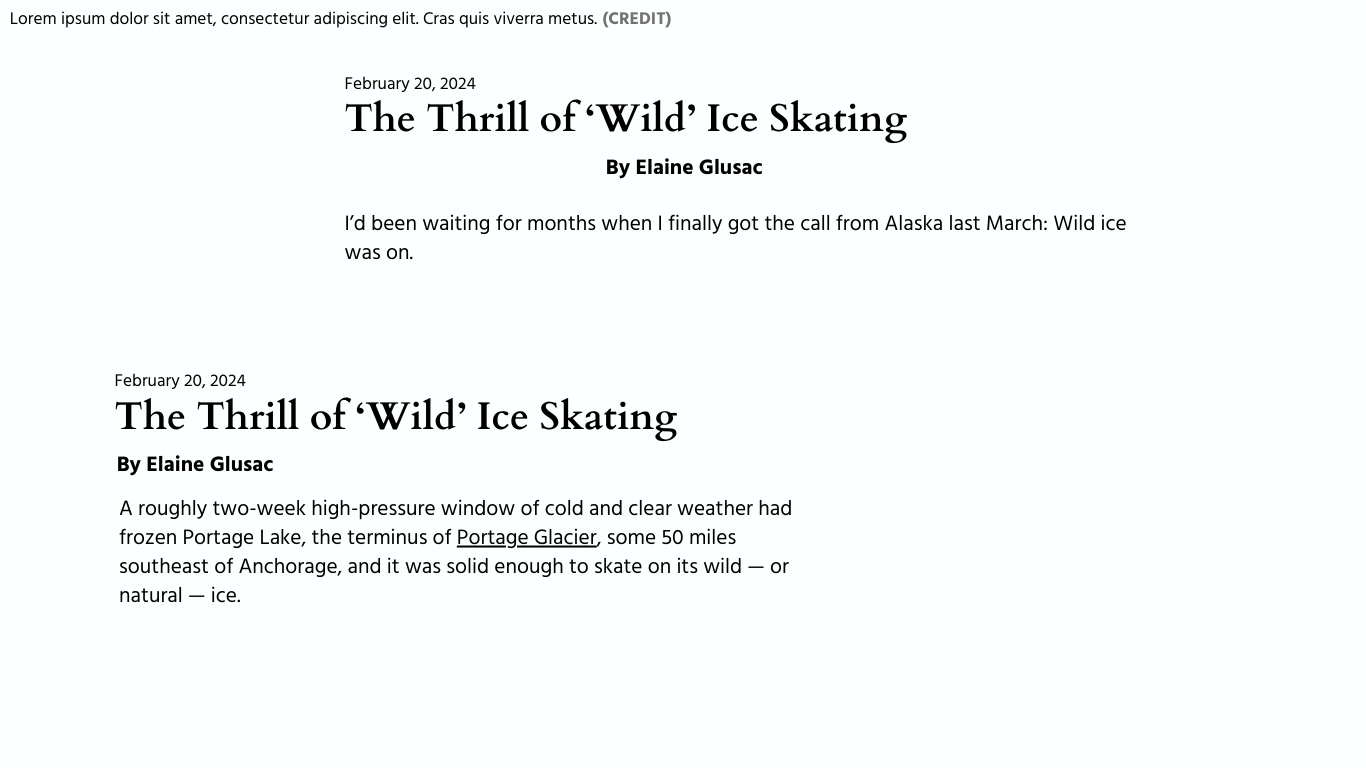 Lorem ipsum dolor sit amet, consectetur adipiscing elit. Cras quis viverra metus. (CREDIT)
February 20, 2024
The Thrill of ‘Wild’ Ice Skating
By Elaine Glusac
I’d been waiting for months when I finally got the call from Alaska last March: Wild ice
was on.
February 20, 2024
The Thrill of ‘Wild’ Ice Skating
By Elaine Glusac
A roughly two-week high-pressure window of cold and clear weather had
frozen Portage Lake, the terminus of Portage Glacier, some 50 miles
southeast of Anchorage, and it was solid enough to skate on its wild — or
natural — ice.